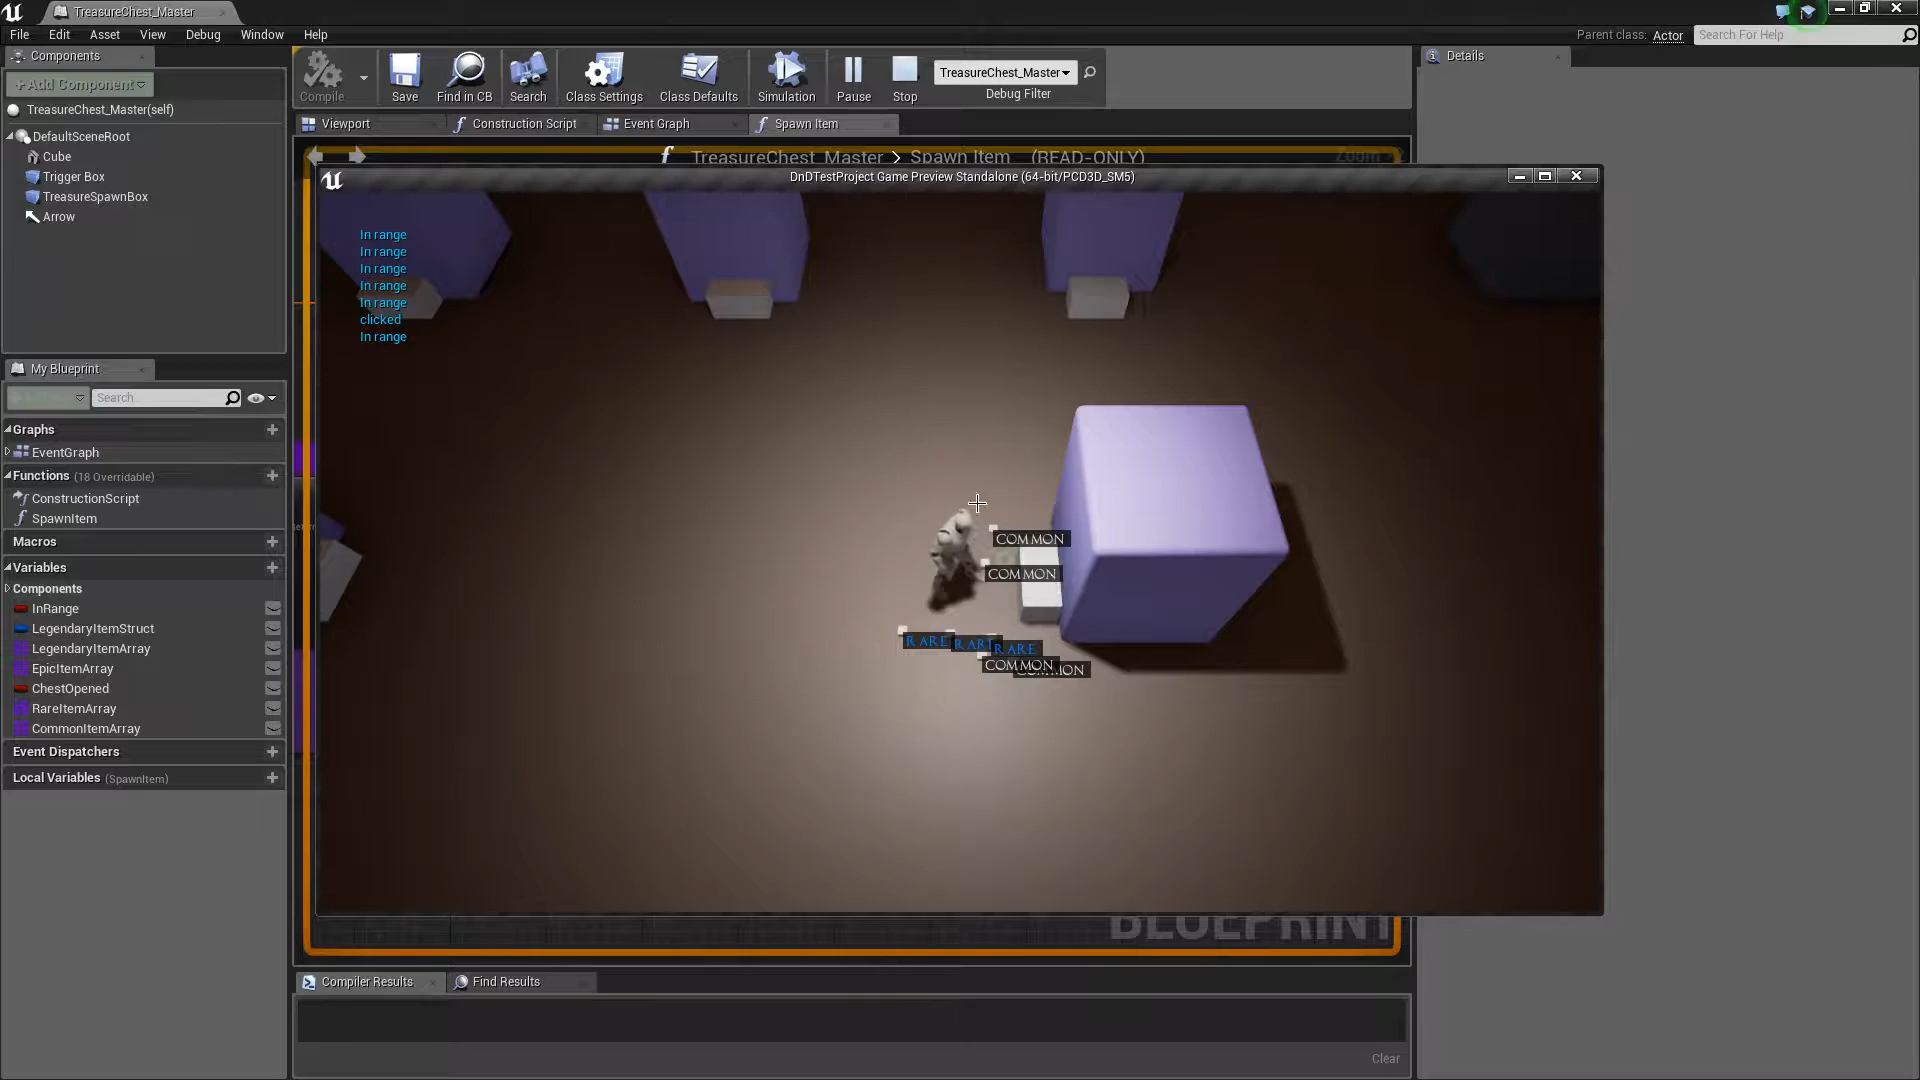 TreasureChest_Master
File Edit Asset View Debug Window Help
Parent class: Actor Search For Help
Components
+Add Component
TreasureChest_Master(self)
DefaultSceneRoot
Cube
Trigger Box
TreasureSpawnBox
Arrow
Compile Save Find in CB Search Class Settings Class Defaults Simulation Pause Stop
TreasureChest_Master
Debug Filter
Details
Viewport Construction Script Event Graph Spawn Item
TreasureChest_Master > Spawn Item (READ-ONLY)
DnDTestProject Game Preview Standalone (64-bit/PCD3D_SM5)
In range
In range
In range
In range
In range
clicked
In range
COMMON
COMMON
RARE
RARE
RARE
COMMON
COMMON
BLUEPRINT
My Blueprint
Search
Graphs
EventGraph
Functions (18 Overridable)
ConstructionScript
SpawnItem
Macros
Variables
Components
InRange
LegendaryItemStruct
LegendaryItemArray
EpicItemArray
ChestOpened
RareItemArray
CommonItemArray
Event Dispatchers
Local Variables (SpawnItem)
Compiler Results Find Results
Clear